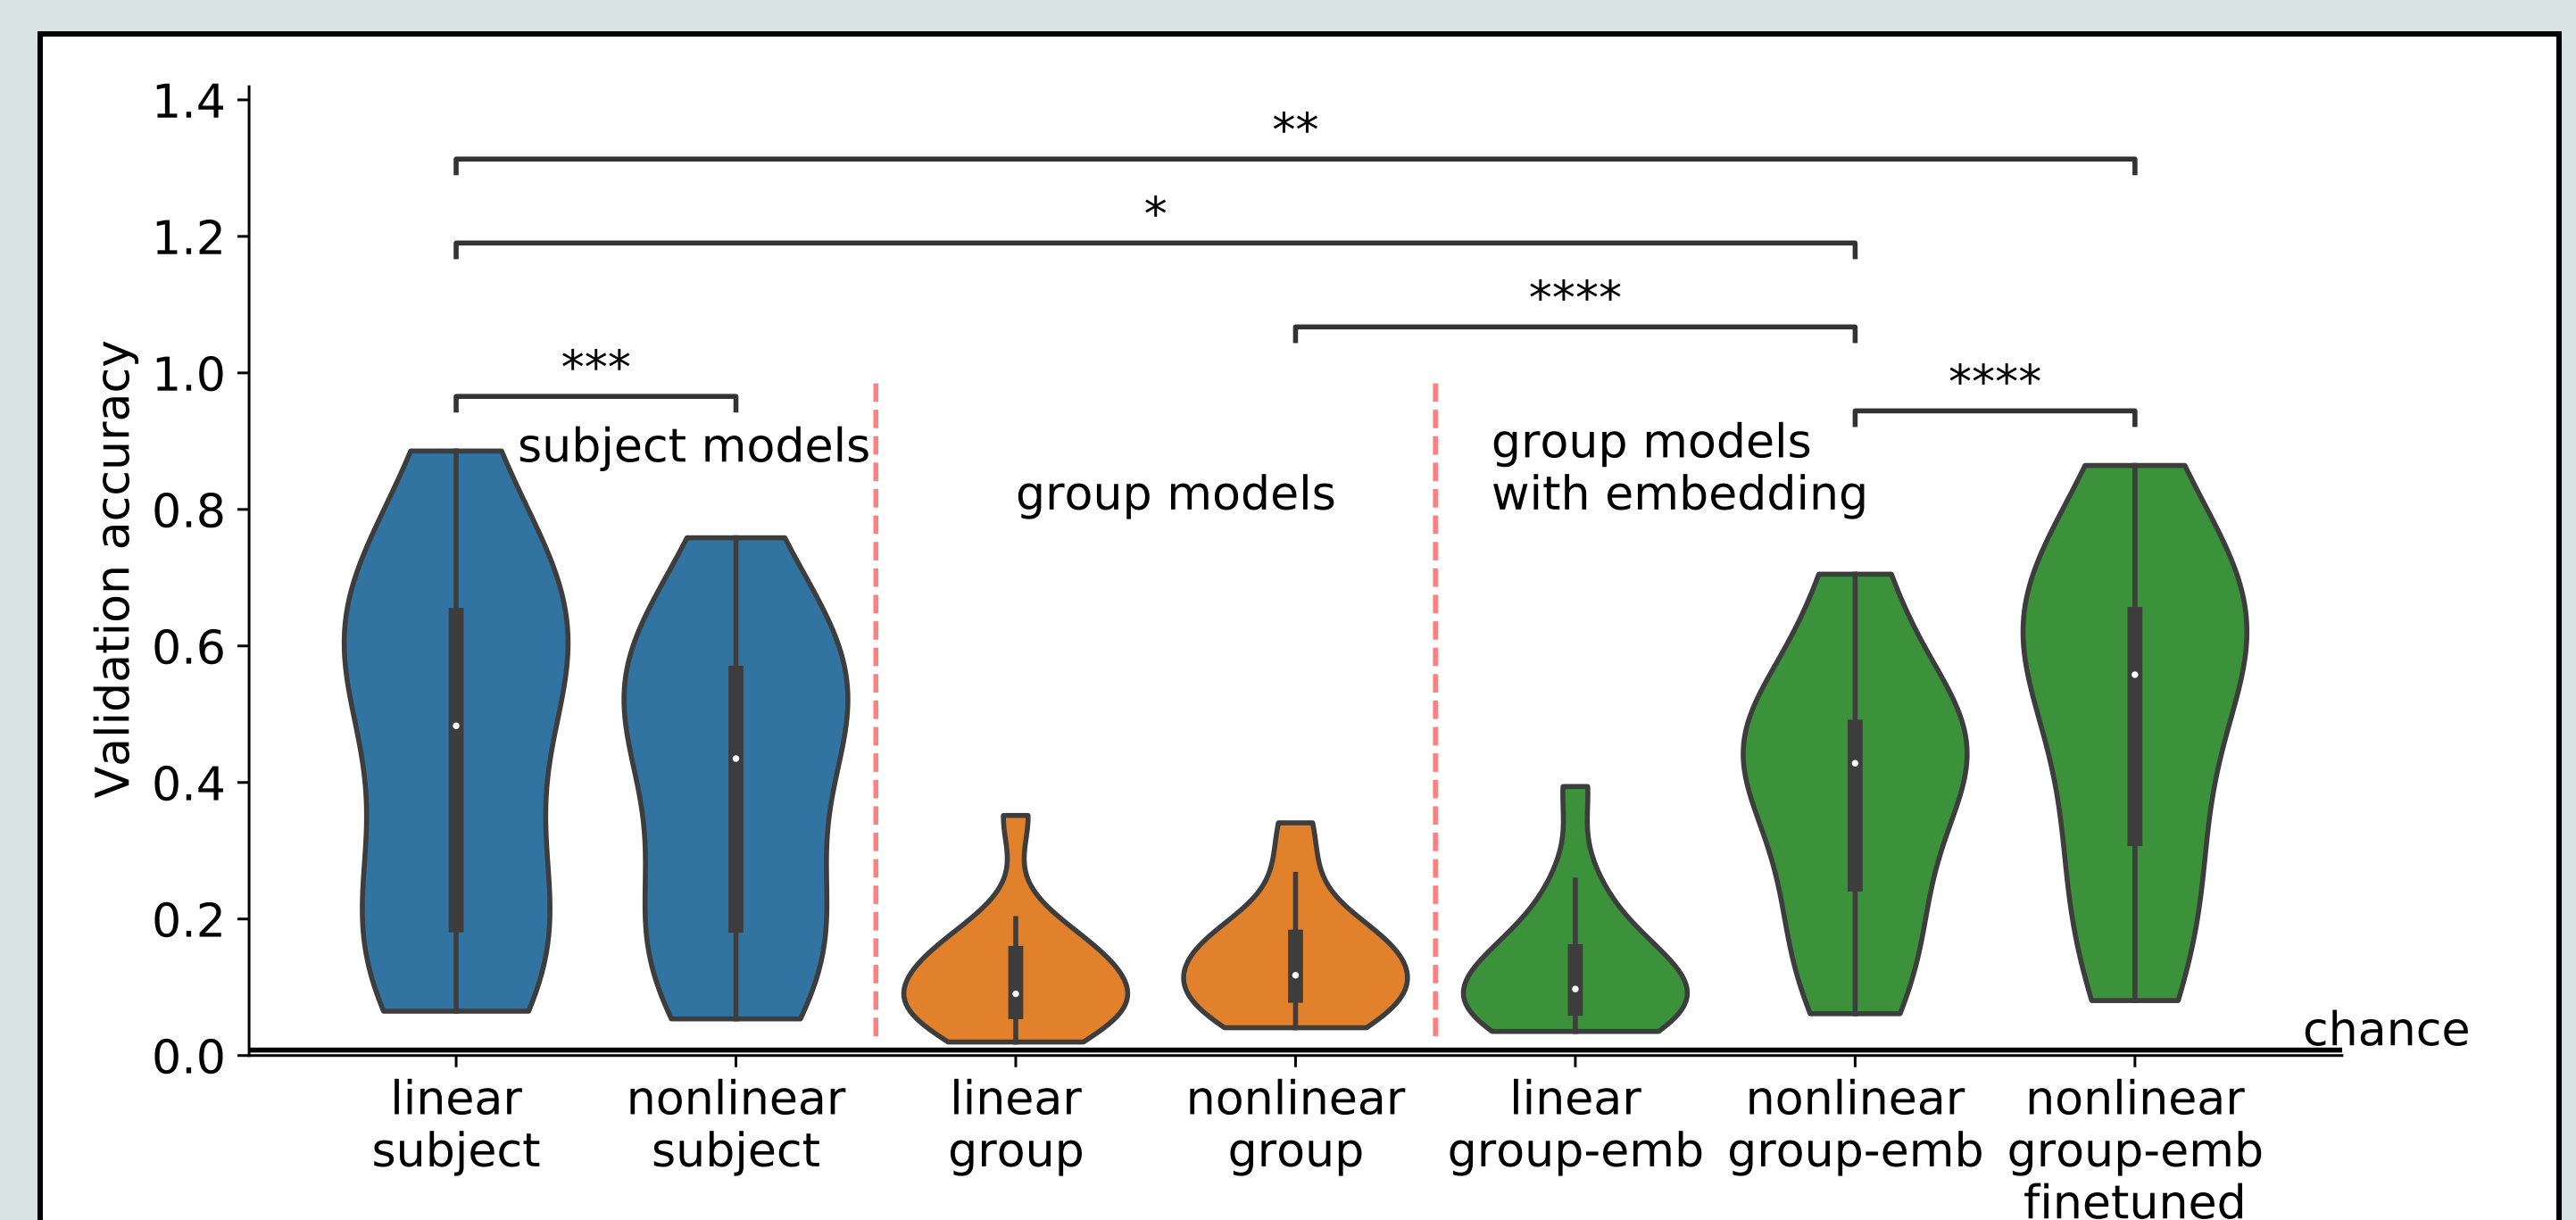 1.4
1.2
1.0
0.8
0.6
0.4
0.2
0.0
Validation accuracy
**
*
****
***
****
subject models
group models
group models
with embedding
chance
linear
subject
nonlinear
subject
linear
group
nonlinear
group
linear
group-emb
nonlinear
group-emb
nonlinear
group-emb
finetuned